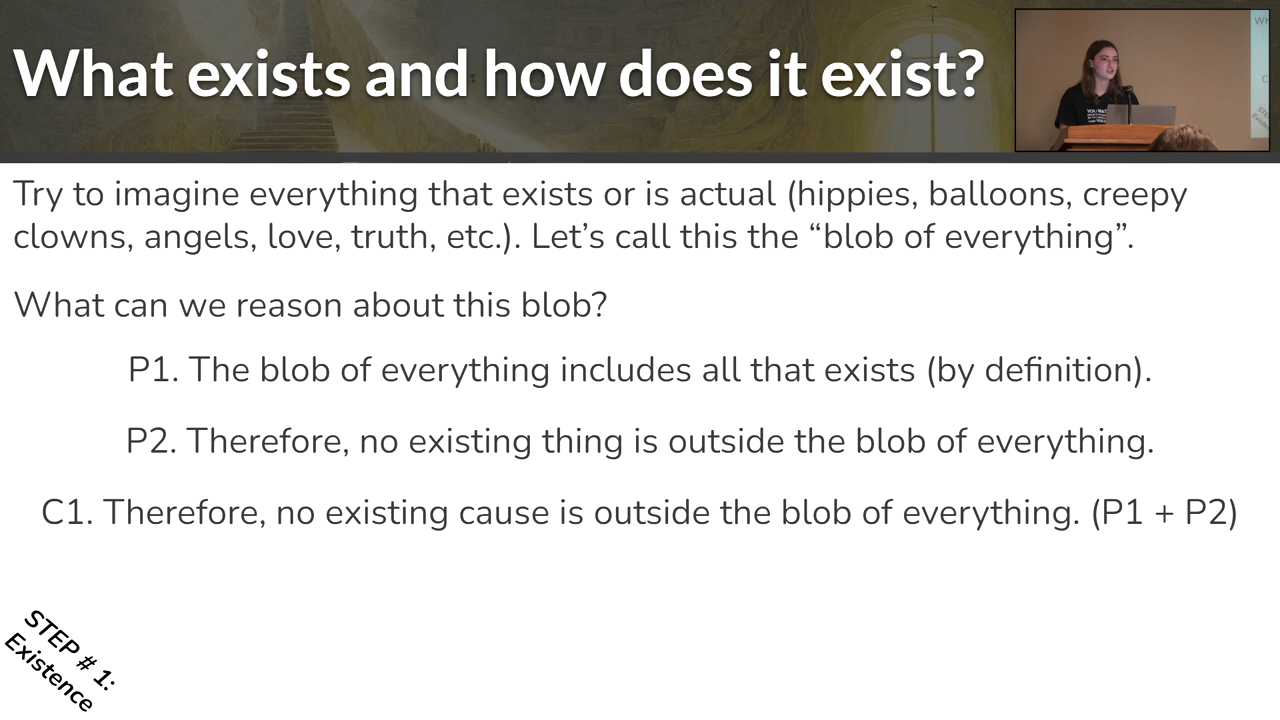 What exists and how does it exist?
Try to imagine everything that exists or is actual (hippies, balloons, creepy
clowns, angels, love, truth, etc.). Let’s call this the “blob of everything”.
What can we reason about this blob?
P1. The blob of everything includes all that exists (by definition).
P2. Therefore, no existing thing is outside the blob of everything.
C1. Therefore, no existing cause is outside the blob of everything. (P1 + P2)
STEP # 1:
Existence